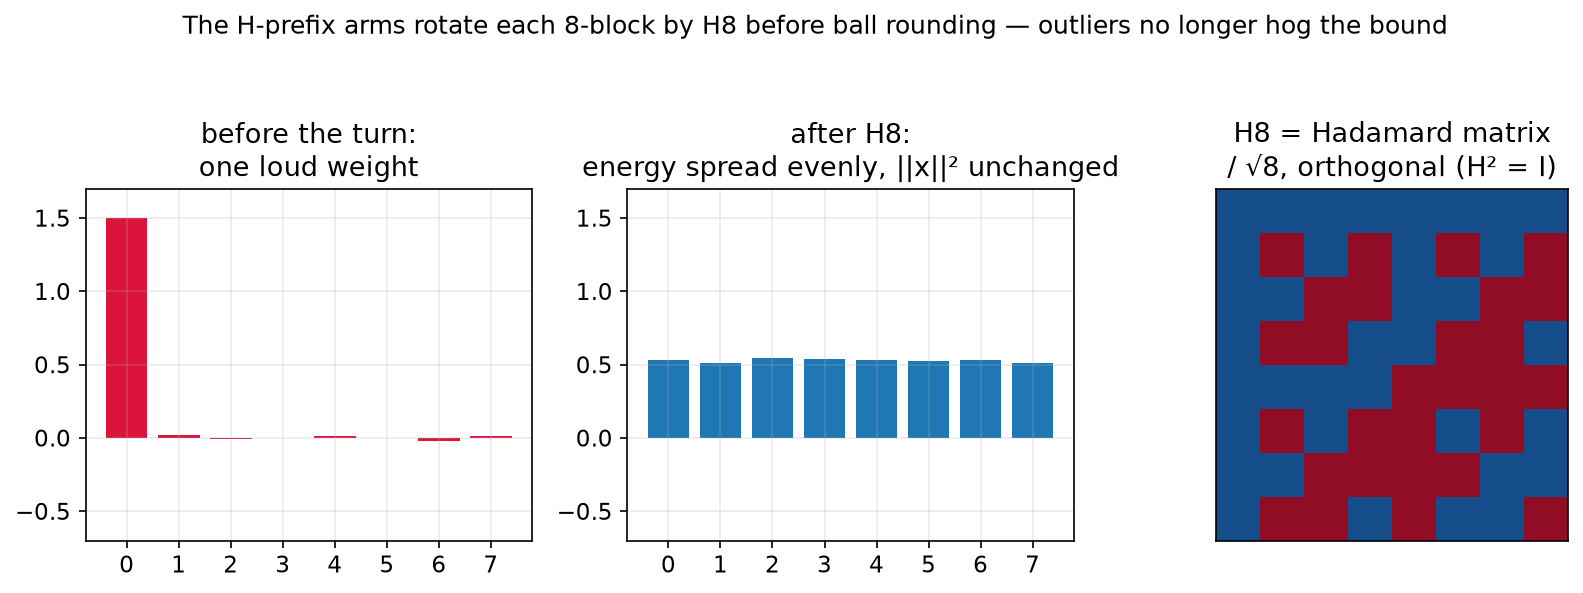 The H-prefix arms rotate each 8-block by H8 before ball rounding — outliers no longer hog the bound
before the turn:
one loud weight
1.5
1.0
0.5
0.0
−0.5
0 1 2 3 4 5 6 7
after H8:
energy spread evenly, ||x||² unchanged
1.5
1.0
0.5
0.0
−0.5
0 1 2 3 4 5 6 7
H8 = Hadamard matrix
/ √8, orthogonal (H² = I)